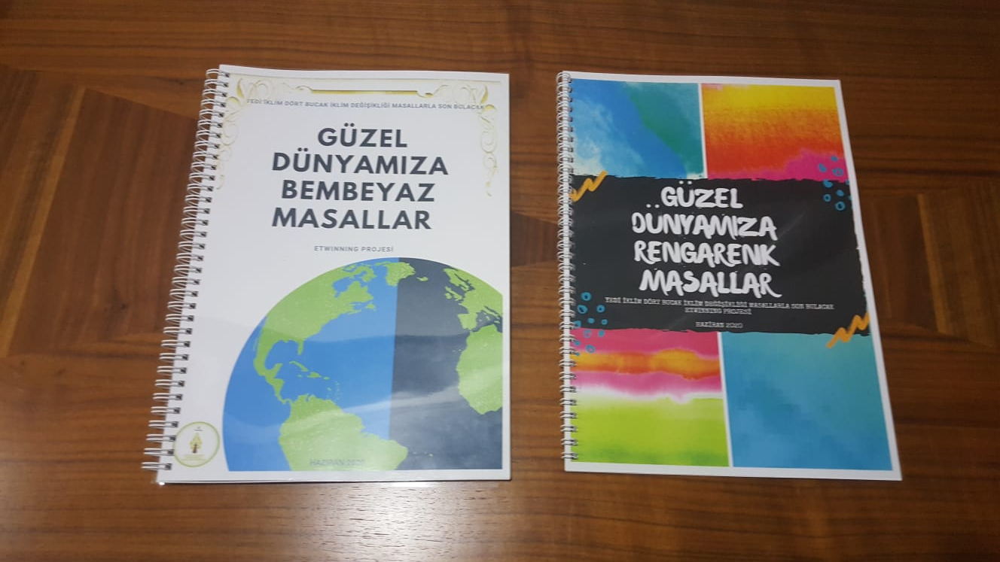 YEDİ İKLİM DÖRT BUCAK İKLİM DEĞİŞİKLİĞİ MASALLARLA SON BULACAK
GÜZEL
DÜNYAMIZA
BEMBEYAZ
MASALLAR
ETWINNING PROJESİ
HAZİRAN 2020
GÜZEL
DÜNYAMIZA
RENGARENK
MASALLAR
YEDİ İKLİM DÖRT BUCAK İKLİM DEĞİŞİKLİĞİ MASALLARLA SON BULACAK
ETWINNING PROJESİ
HAZİRAN 2020